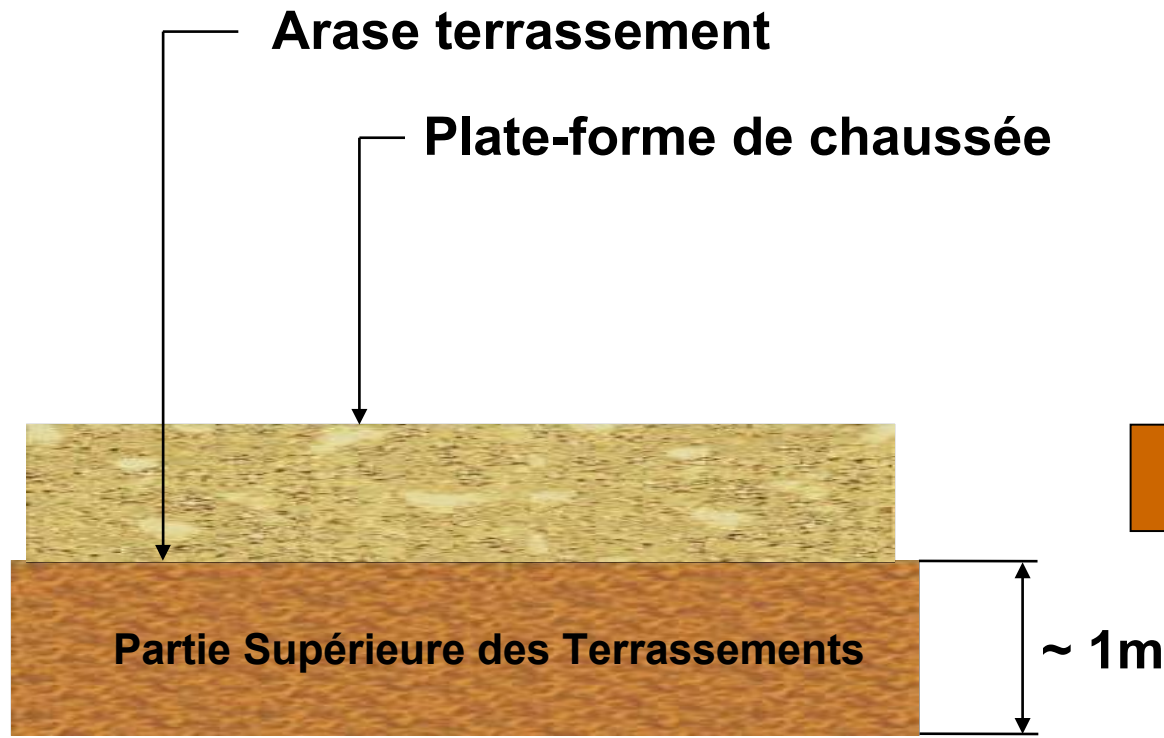 Arase terrassement
Plate-forme de chaussée
Partie Supérieure des Terrassements
~ 1m